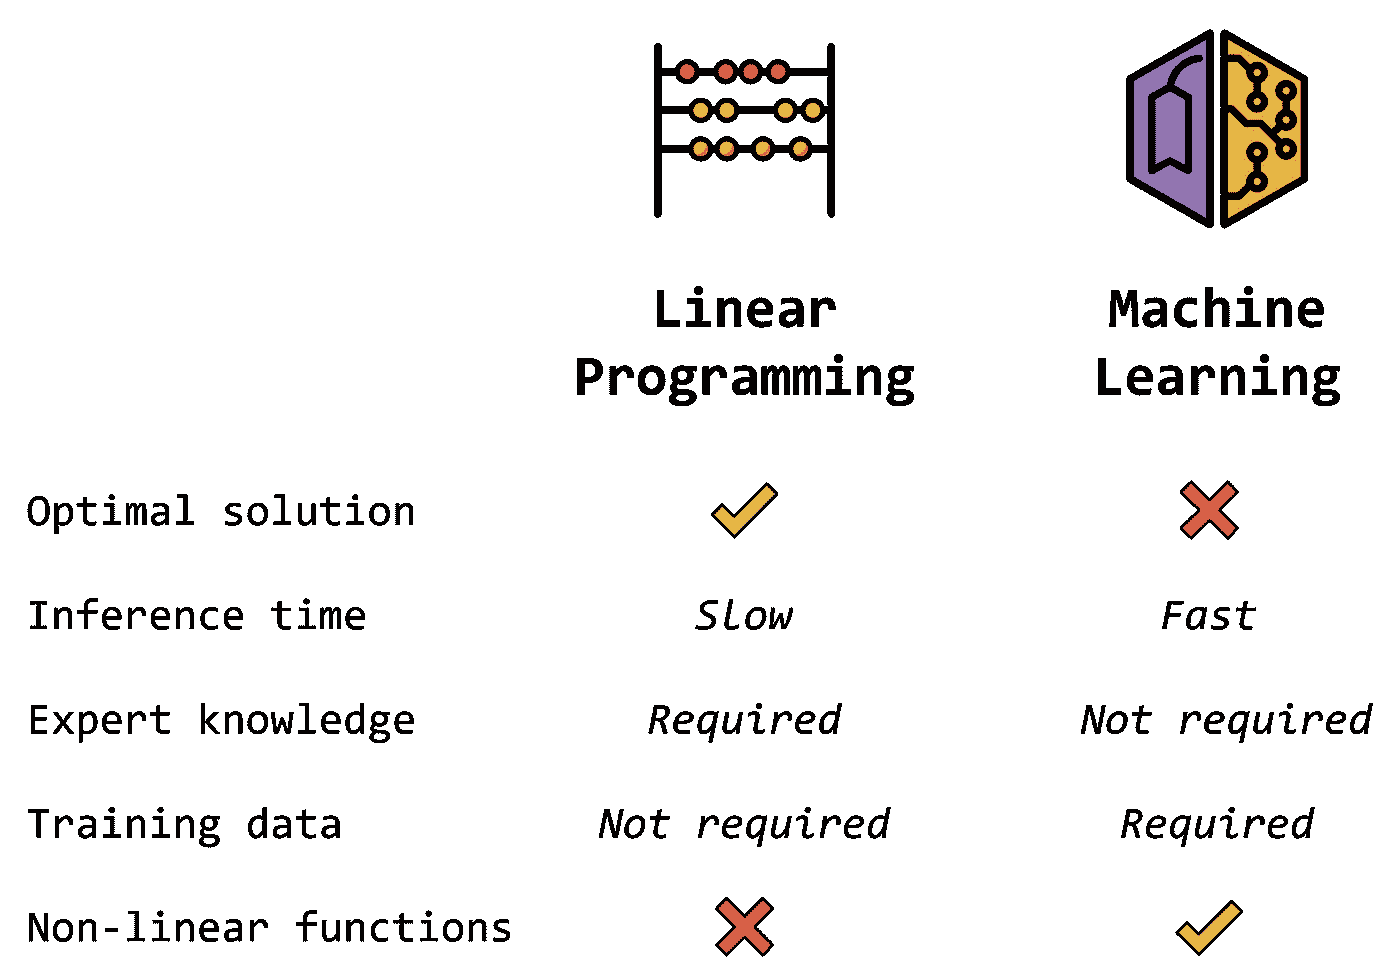 Linear
Programming
Machine
Learning
Optimal solution
Inference time Slow Fast
Expert knowledge Required Not required
Training data Not required Required
Non-linear functions